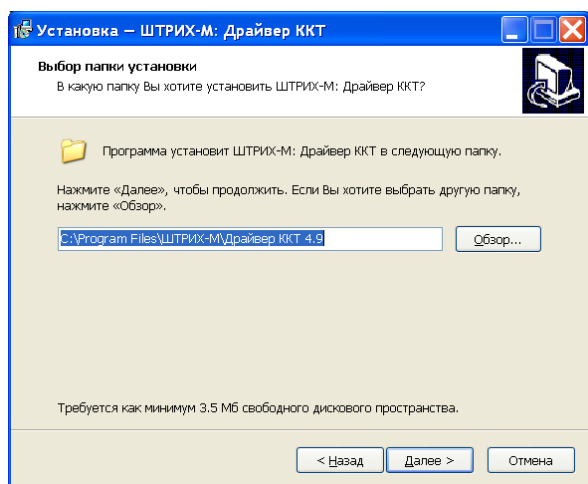 Установка — ШТРИХ-М: Драйвер ККТ
Выбор папки установки
В какую папку Вы хотите установить ШТРИХ-М: Драйвер ККТ?
Программа установит ШТРИХ-М: Драйвер ККТ в следующую папку.
Нажмите «Далее», чтобы продолжить. Если Вы хотите выбрать другую папку,
нажмите «Обзор».
C:\Program Files\ШТРИХ-М\Драйвер ККТ 4.9
Обзор...
Требуется как минимум 3.5 Мб свободного дискового пространства.
< Назад
Далее >
Отмена